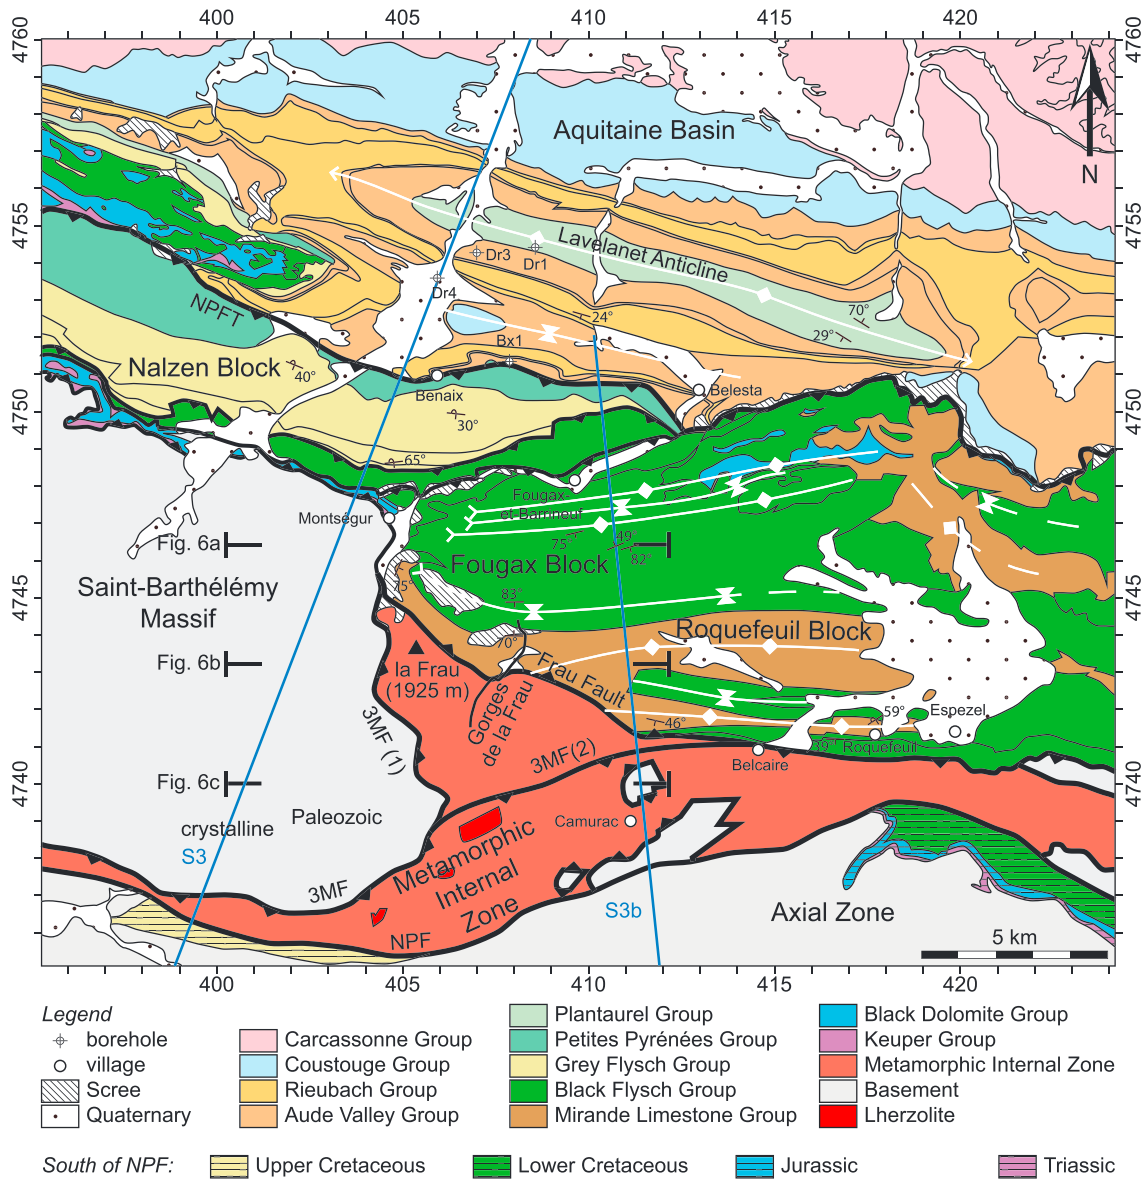 400 405 410 415 420
4760 4760
Aquitaine Basin
N
4755 4755
Lavelanet Anticline
Dr3
Dr1
Dr4
NPFT
24°
70°
29°
Bx1
Nalzen Block
40°
Benaix
Belesta
4750 4750
30°
65°
Fougax-
et-Barrineuf
Montségur
Fig. 6a
75°
49
82°
Fougax Block
Saint-Barthélémy
Massif
75°
83°
4745 4745
Roquefeuil Block
70°
Fig. 6b
la Frau
(1925 m)
Frau Fault
Gorges
de la Frau
59°
Espezel
46°
39°
Roquefeuil
3MF (1)
3MF(2)
Belcaire
4740 4740
Fig. 6c
Paleozoic
crystalline
Camurac
S3
Metamorphic
Internal
Zone
3MF
S3b
Axial Zone
NPF
5 km
400 405 410 415 420
Legend
borehole
village
Scree
Quaternary
Carcassonne Group
Coustouge Group
Rieubach Group
Aude Valley Group
Plantaurel Group
Petites Pyrénées Group
Grey Flysch Group
Black Flysch Group
Mirande Limestone Group
Black Dolomite Group
Keuper Group
Metamorphic Internal Zone
Basement
Lherzolite
South of NPF:
Upper Cretaceous
Lower Cretaceous
Jurassic
Triassic